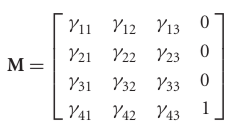 M = [ γ11 γ12 γ13 0
γ21 γ22 γ23 0
γ31 γ32 γ33 0
γ41 γ42 γ43 1 ]